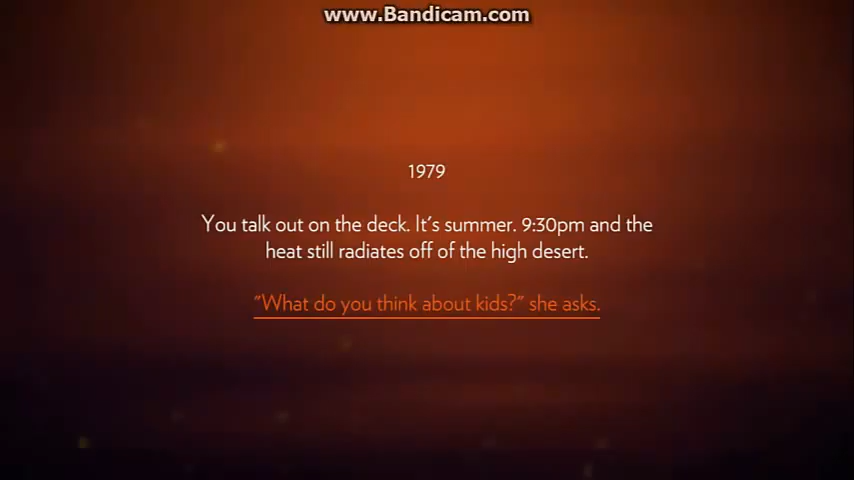 www.Bandicam.com
1979
You talk out on the deck. It's summer. 9:30pm and the
heat still radiates off of the high desert.
"What do you think about kids?" she asks.